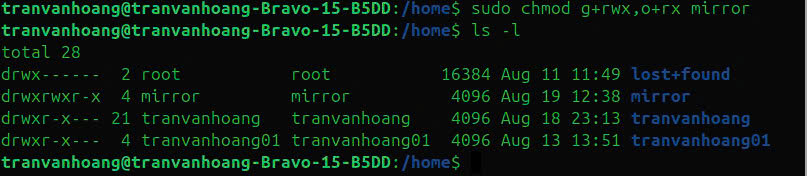 tranvanhoang@tranvanhoang-Bravo-15-B5DD:/home$ sudo chmod g+rwx,o+rx mirror
tranvanhoang@tranvanhoang-Bravo-15-B5DD:/home$ ls -l
total 28
drwx------  2 root          root          16384 Aug 11 11:49 lost+found
drwxrwxr-x  4 mirror        mirror         4096 Aug 19 12:38 mirror
drwxr-x--- 21 tranvanhoang  tranvanhoang   4096 Aug 18 23:13 tranvanhoang
drwxr-x---  4 tranvanhoang01 tranvanhoang01  4096 Aug 13 13:51 tranvanhoang01
tranvanhoang@tranvanhoang-Bravo-15-B5DD:/home$